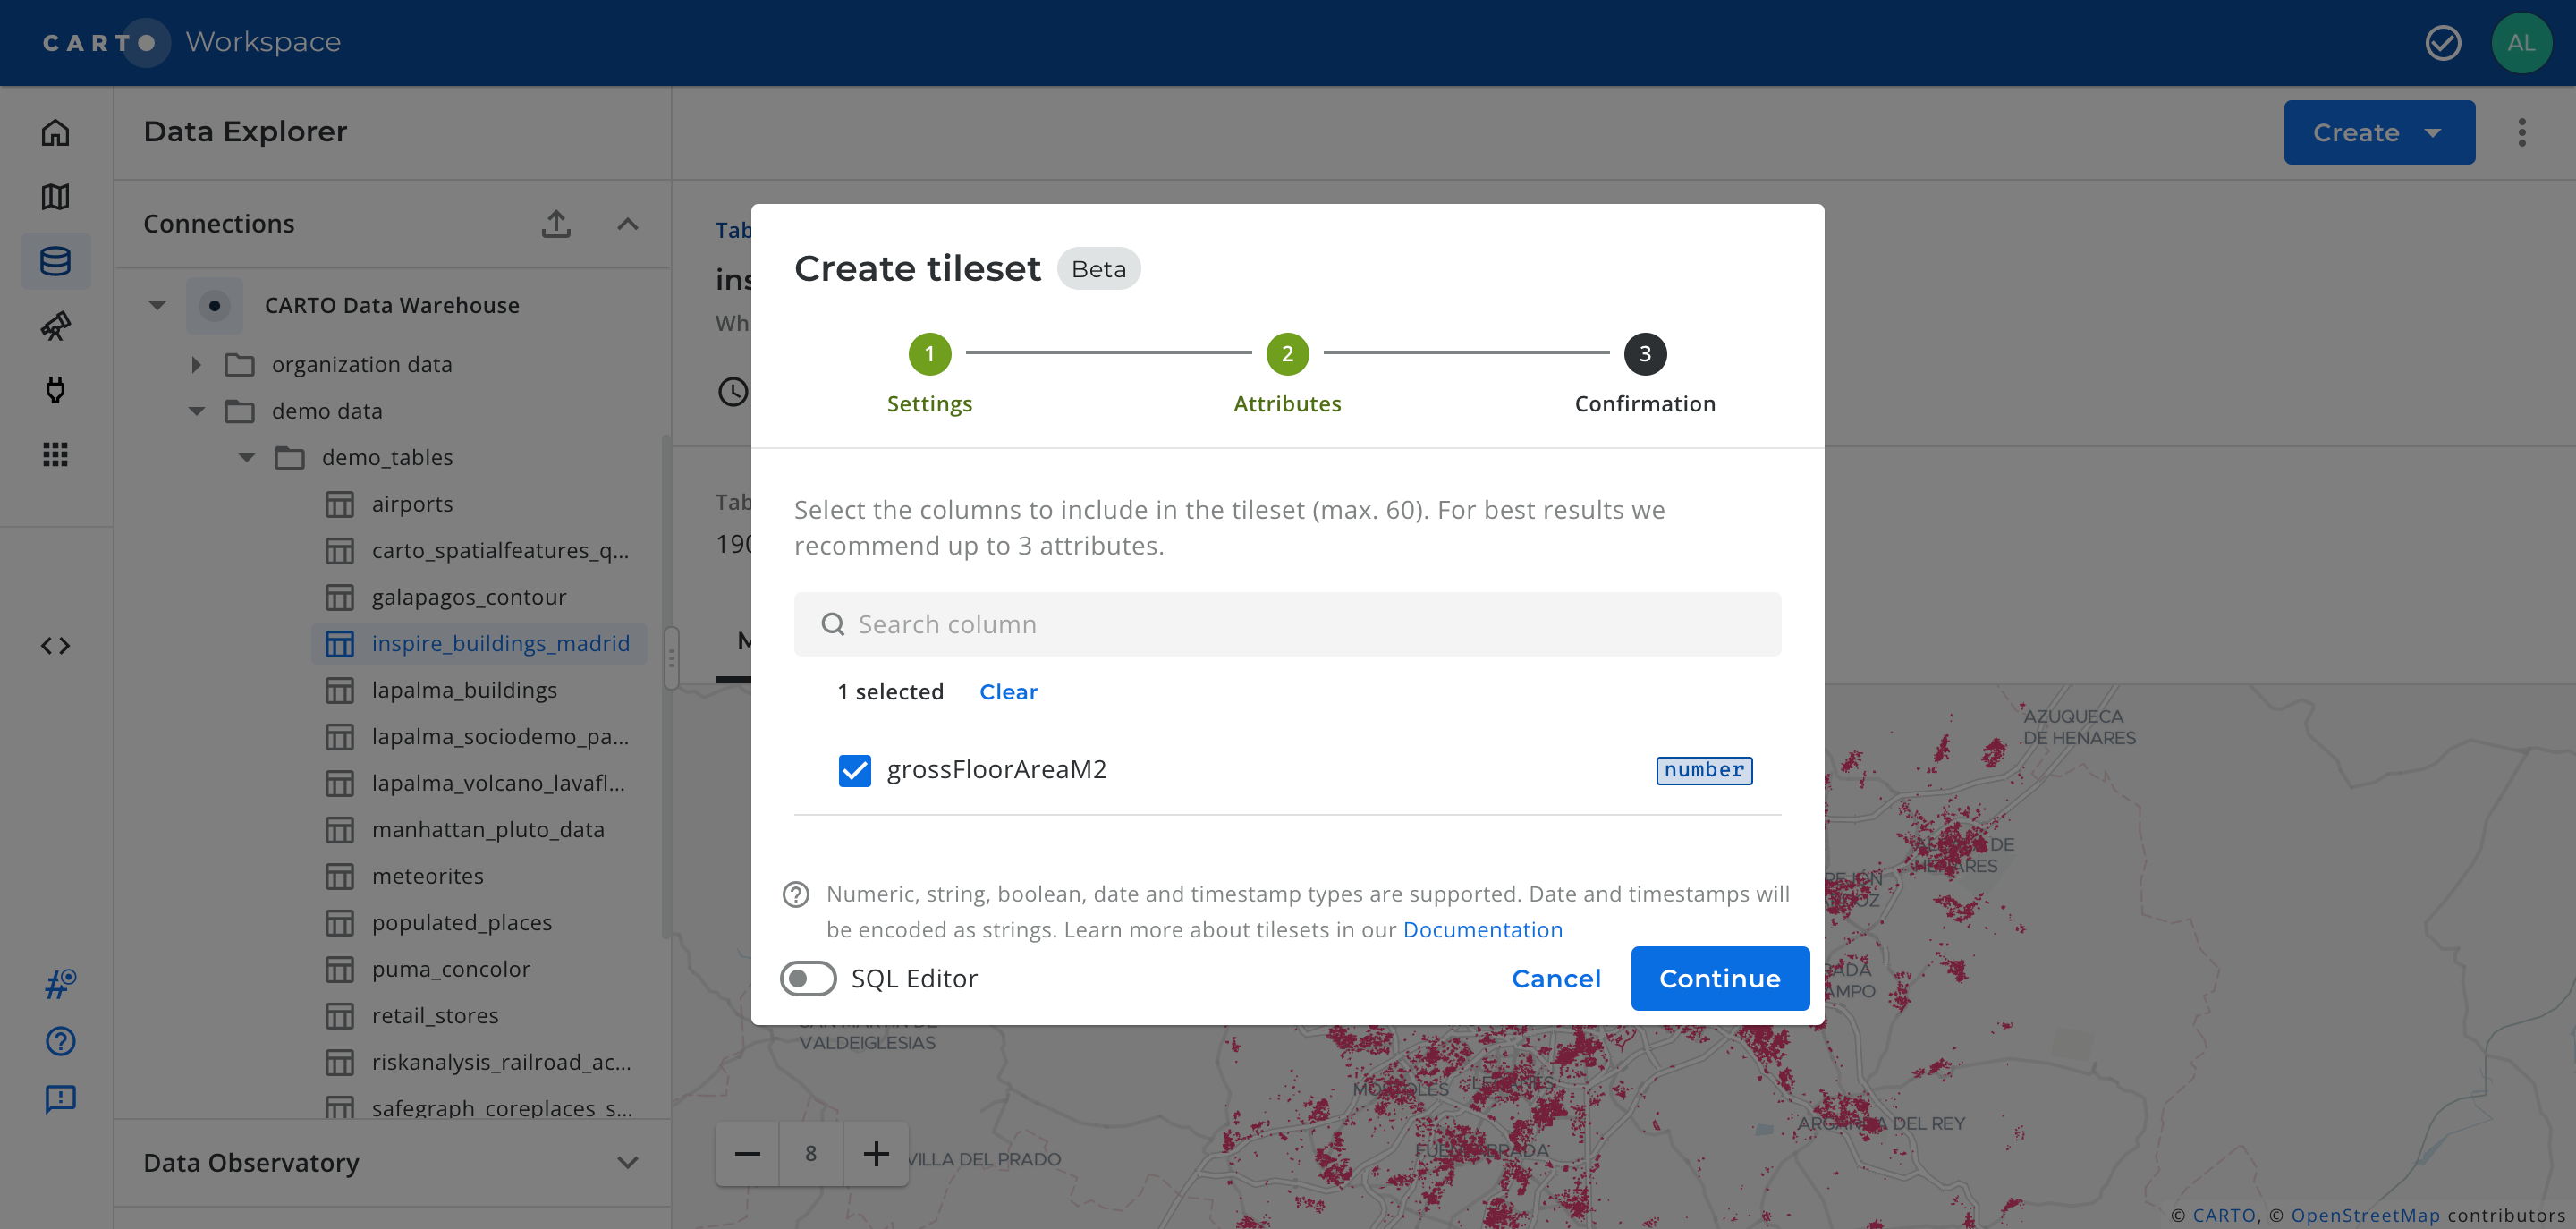 CARTO Workspace
AL
Data Explorer
Create
Connections
CARTO Data Warehouse
organization data
demo data
demo_tables
airports
carto_spatialfeatures_q...
galapagos_contour
inspire_buildings_madrid
lapalma_buildings
lapalma_sociodemo_pa...
lapalma_volcano_lavafl...
manhattan_pluto_data
meteorites
populated_places
puma_concolor
retail_stores
riskanalysis_railroad_ac...
safegraph_coreplaces_s...
Data Observatory
Tab
ins
Wh
Tab
190
M
Create tileset Beta
1 2 3
Settings Attributes Confirmation
Select the columns to include in the tileset (max. 60). For best results we
recommend up to 3 attributes.
Search column
1 selected Clear
grossFloorAreaM2 number
Numeric, string, boolean, date and timestamp types are supported. Date and timestamps will
be encoded as strings. Learn more about tilesets in our Documentation
SQL Editor Cancel Continue
AZUQUECA
DE HENARES
DE
HENARES
VALDEIGLESIAS
MÓSTOLES
ARGANDA DEL REY
VILLA DEL PRADO
8
© CARTO, © OpenStreetMap contributors